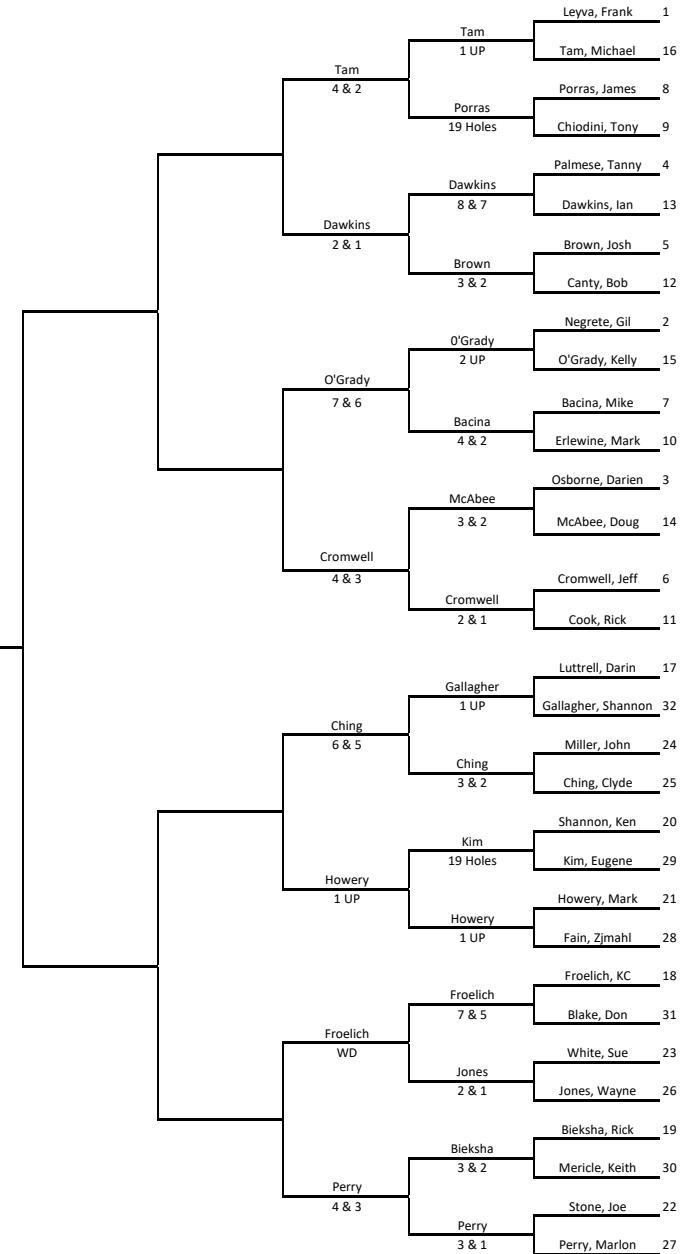 Leyva, Frank 1
Tam
1 UP
Tam, Michael 16
Tam
4 & 2
Porras, James 8
Porras
19 Holes
Chiodini, Tony 9
Palmese, Tanny 4
Dawkins
8 & 7
Dawkins, Ian 13
Dawkins
2 & 1
Brown, Josh 5
Brown
3 & 2
Canty, Bob 12
Negrete, Gil 2
0'Grady
2 UP
O'Grady, Kelly 15
O'Grady
7 & 6
Bacina, Mike 7
Bacina
4 & 2
Erlewine, Mark 10
Osborne, Darien 3
McAbee
3 & 2
McAbee, Doug 14
Cromwell
4 & 3
Cromwell, Jeff 6
Cromwell
2 & 1
Cook, Rick 11
Luttrell, Darin 17
Gallagher
1 UP
Gallagher, Shannon 32
Ching
6 & 5
Miller, John 24
Ching
3 & 2
Ching, Clyde 25
Shannon, Ken 20
Kim
19 Holes
Kim, Eugene 29
Howery
1 UP
Howery, Mark 21
Howery
1 UP
Fain, Zjmahl 28
Froelich, KC 18
Froelich
7 & 5
Blake, Don 31
Froelich
WD
White, Sue 23
Jones
2 & 1
Jones, Wayne 26
Bieksha, Rick 19
Bieksha
3 & 2
Mericle, Keith 30
Perry
4 & 3
Stone, Joe 22
Perry
3 & 1
Perry, Marlon 27